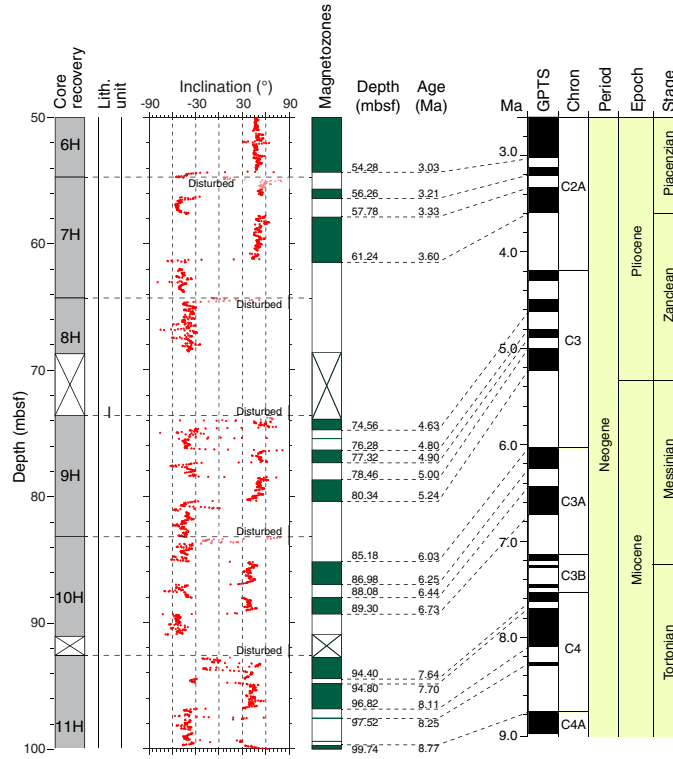 Core recovery
Lith. unit
Inclination (°)
Magnetozones
Depth (mbsf)
Age (Ma)
Ma
GPTS
Chron
Period
Epoch
Stage
-90 -30 30 90
Depth (mbsf)
50
60
70
80
90
100
6H
7H
8H
9H
10H
11H
I
Disturbed
Disturbed
Disturbed
Disturbed
Disturbed
54.28 3.03
56.26 3.21
57.78 3.33
61.24 3.60
74.56 4.63
76.28 4.80
77.32 4.90
78.46 5.00
80.34 5.24
85.18 6.03
86.98 6.25
88.08 6.44
89.30 6.73
94.40 7.64
94.80 7.70
96.82 8.11
97.52 8.25
99.74 8.77
3.0
4.0
5.0
6.0
7.0
8.0
9.0
C2A
C3
C3A
C3B
C4
C4A
Neogene
Pliocene
Miocene
Piacenzian
Zandean
Messinian
Tortonian